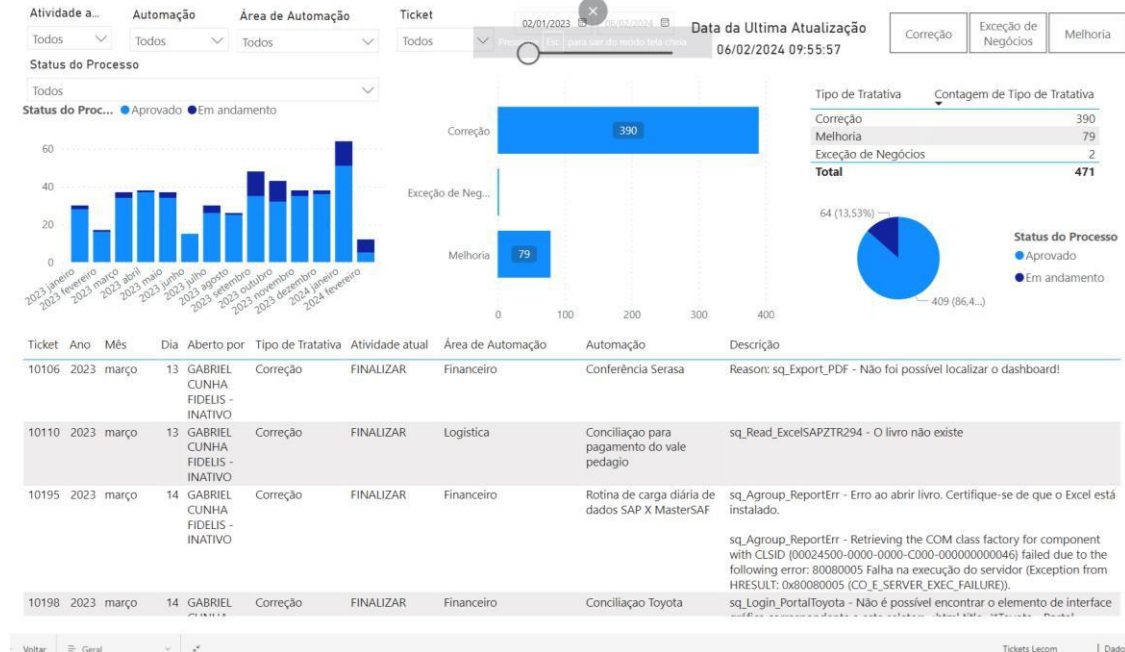 Atividade a... Automação Área de Automação Ticket
Todos Todos Todos Todos
02/01/2023 06/02/2024
Pressione Esc para sair do modo tela cheia
Data da Ultima Atualização
06/02/2024 09:55:57
Correção
Exceção de Negócios
Melhoria
Status do Processo
Todos
Status do Proc... Aprovado Em andamento
60
40
20
0
2023 janeiro
2023 fevereiro
2023 março
2023 abril
2023 maio
2023 junho
2023 julho
2023 agosto
2023 setembro
2023 outubro
2023 novembro
2023 dezembro
2024 janeiro
2024 fevereiro
Correção 390
Exceção de Neg...
Melhoria 79
0 100 200 300 400
Tipo de Tratativa Contagem de Tipo de Tratativa
Correção 390
Melhoria 79
Exceção de Negócios 2
Total 471
64 (13,53%)
409 (86,4...)
Status do Processo
Aprovado
Em andamento
Ticket Ano Mês Dia Aberto por Tipo de Tratativa Atividade atual Área de Automação Automação Descrição
10106 2023 março 13 GABRIEL Correção FINALIZAR Financeiro Conferência Serasa Reason: sq_Export_PDF - Não foi possível localizar o dashboard!
CUNHA
FIDELIS -
INATIVO
10110 2023 março 13 GABRIEL Correção FINALIZAR Logística Conciliaçao para sq_Read_ExcelSAPZTR294 - O livro não existe
CUNHA pagamento do vale
FIDELIS - pedagio
INATIVO
10195 2023 março 14 GABRIEL Correção FINALIZAR Financeiro Rotina de carga diária de sq_Agroup_ReportErr - Erro ao abrir livro. Certifique-se de que o Excel está
CUNHA dados SAP X MasterSAF instalado.
FIDELIS -
INATIVO
sq_Agroup_ReportErr - Retrieving the COM class factory for component
with CLSID {00024500-0000-0000-C000-000000000046} failed due to the
following error: 80080005 Falha na execução do servidor (Exception from
HRESULT: 0x80080005 (CO_E_SERVER_EXEC_FAILURE)).
10198 2023 março 14 GABRIEL Correção FINALIZAR Financeiro Conciliaçao Toyota sq_Login_PortalToyota - Não é possível encontrar o elemento de interface
Voltar Geral Tickets Lecom Dado